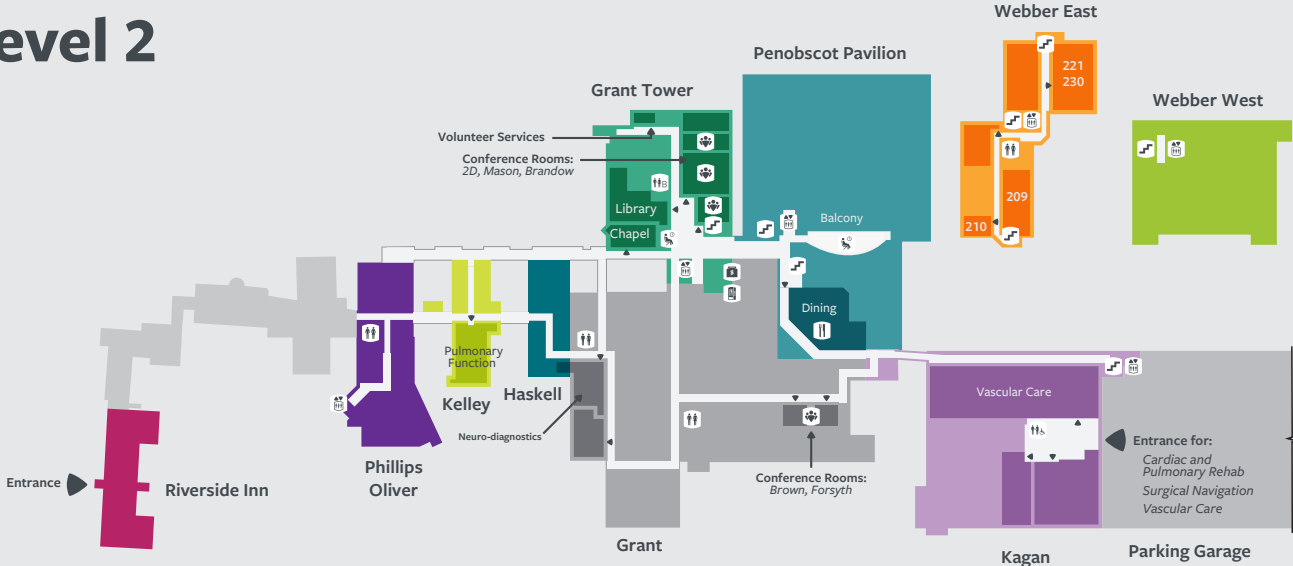 evel 2
Webber East
Penobscot Pavilion
Grant Tower
Webber West
221
230
Volunteer Services
Conference Rooms:
2D, Mason, Brandow
B
Library
Chapel
Balcony
209
210
Dining
Pulmonary
Function
Haskell
Kelley
Neuro-diagnostics
Vascular Care
Phillips
Oliver
Entrance
Riverside Inn
Conference Rooms:
Brown, Forsyth
Entrance for:
Cardiac and
Pulmonary Rehab
Surgical Navigation
Vascular Care
Grant
Kagan
Parking Garage